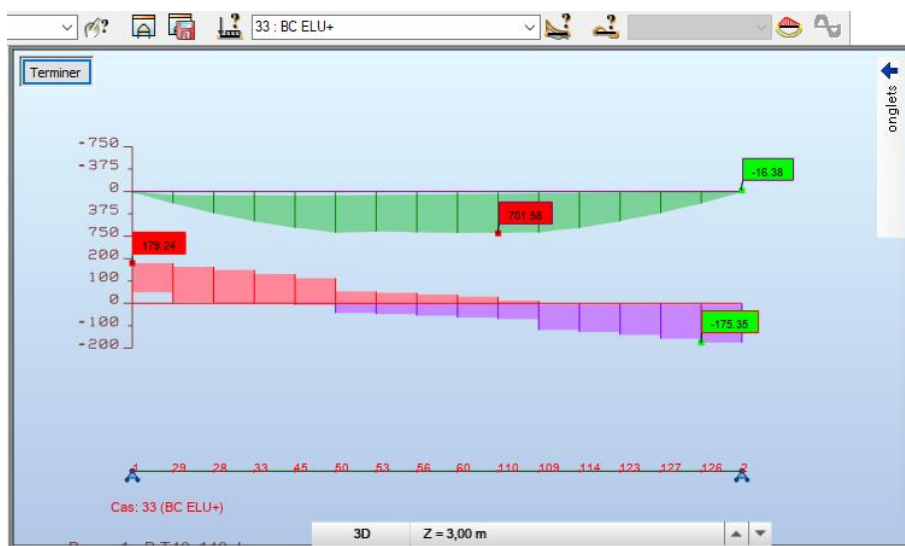 33 : BC ELU+
Terminer
onglets
-750
-375
0
375
750
-16.38
701.58
179.24
200
100
0
-100
-200
-175.35
1 29 28 33 45 50 53 56 60 110 109 114 123 127 126 2
Cas: 33 (BC ELU+)
3D Z = 3,00 m